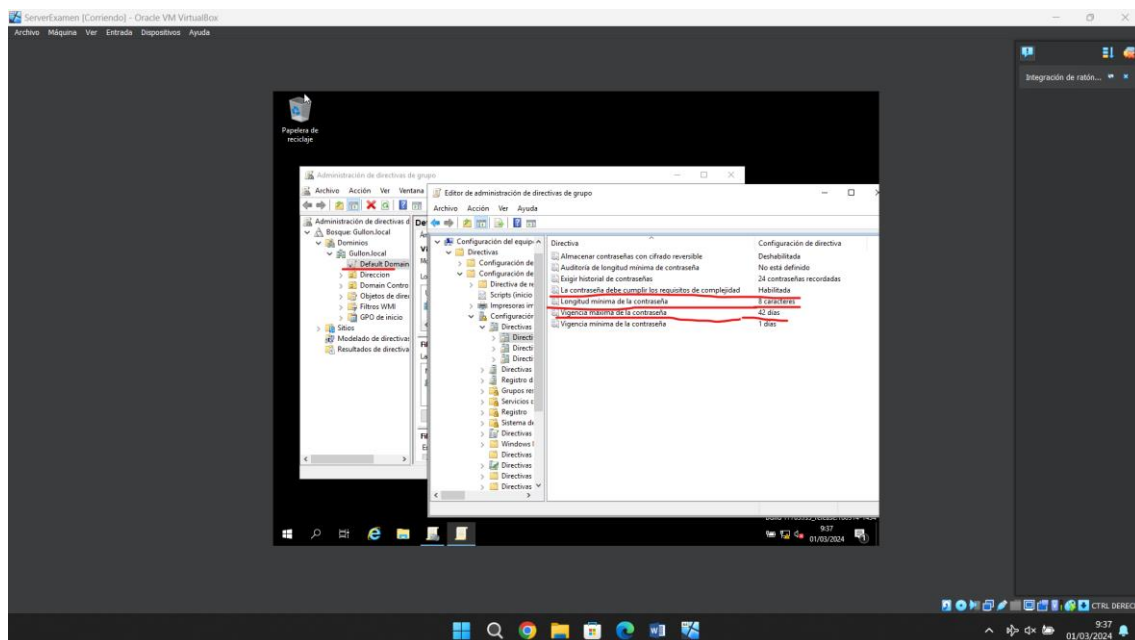 ServerExamen [Corriendo] - Oracle VM VirtualBox
Archivo Máquina Ver Entrada Dispositivos Ayuda
Integración de ratón...
Papelera de
reciclaje
Administración de directivas de grupo
Archivo Acción Ver Ventana
Administración de directivas d
Bosque: Gullon.local
Dominios
Gullon.local
Default Domain
Direccion
Domain Contro
Objetos de direc
Filtros WMI
GPO de inicio
Sitios
Modelado de directivas
Resultados de directiva
Editor de administración de directivas de grupo
Archivo Acción Ver Ayuda
Configuración del equip
Directivas
Configuración de
Configuración de
Directiva de re
Scripts (inicio
Impresoras im
Configuración
Directivas
Directi
Directi
Directi
Directivas
Registro d
Grupos res
Servicios d
Registro
Sistema de
Directivas
Windows
Directivas
Directivas
Directivas
Directivas
Directiva Configuración de directiva
Almacenar contraseñas con cifrado reversible Deshabilitada
Auditoría de longitud mínima de contraseña No está definido
Exigir historial de contraseñas 24 contraseñas recordadas
La contraseña debe cumplir los requisitos de complejidad Habilitada
Longitud mínima de la contraseña 8 caracteres
Vigencia máxima de la contraseña 42 días
Vigencia mínima de la contraseña 1 días
9:37
01/03/2024
CTRL DERECH
9:37
01/03/2024